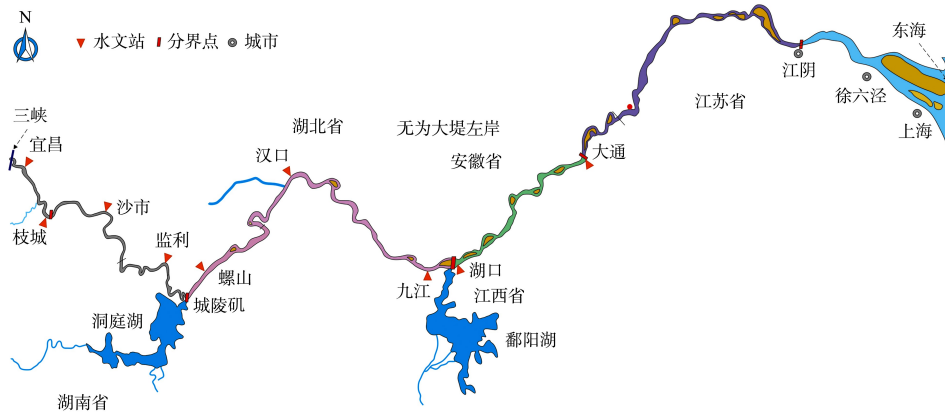 N
水文站
分界点
城市
东海
江阴
徐六泾
上海
江苏省
三峡
宜昌
湖北省
无为大堤左岸
汉口
安徽省
大通
枝城
沙市
监利
螺山
城陵矶
九江
湖口
江西省
洞庭湖
鄱阳湖
湖南省